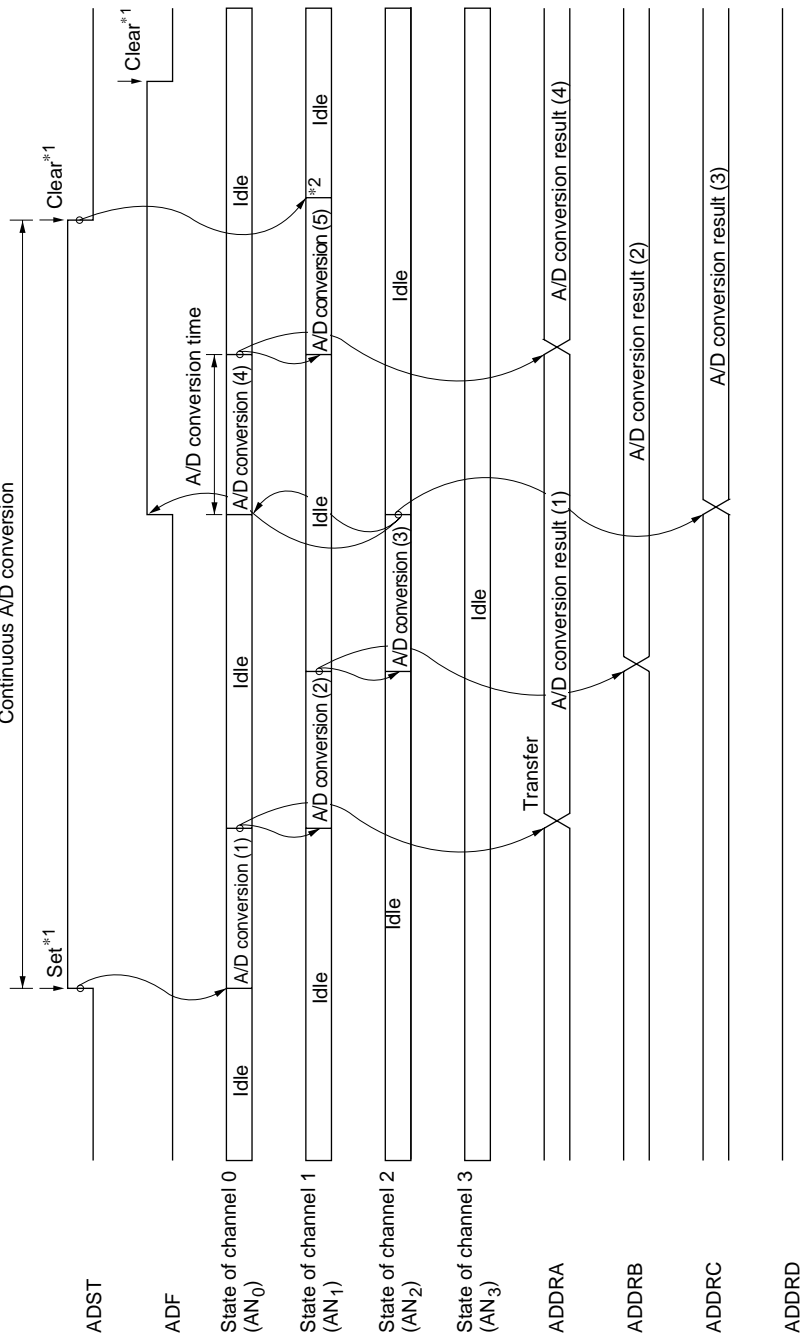 Continuous A/D conversion
Set*1
Clear*1
ADST
Clear*1
ADF
A/D conversion time
State of channel 0
(AN0)
Idle
A/D conversion (1)
Idle
A/D conversion (4)
Idle
State of channel 1
(AN1)
Idle
A/D conversion (2)
Idle
A/D conversion (5)
*2
Idle
State of channel 2
(AN2)
Idle
A/D conversion (3)
Idle
State of channel 3
(AN3)
Idle
Transfer
ADDRA
A/D conversion result (1)
A/D conversion result (4)
ADDRB
A/D conversion result (2)
ADDRC
A/D conversion result (3)
ADDRD